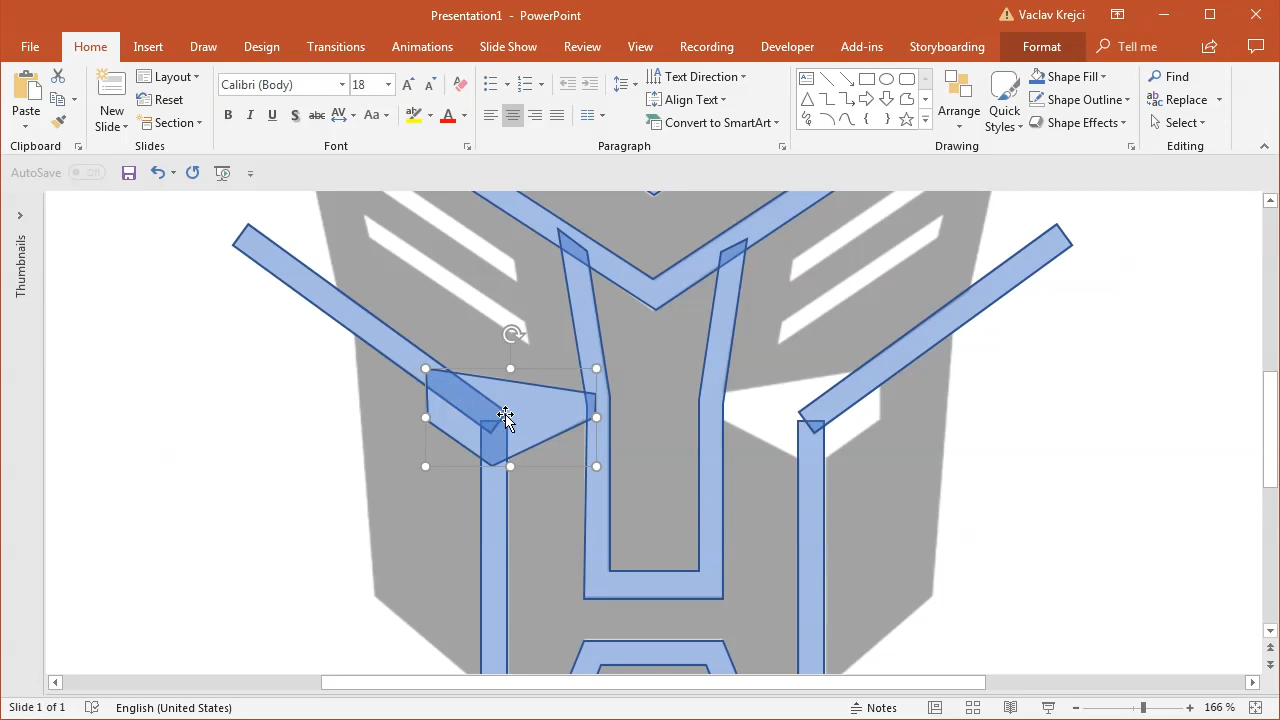 Presentation1 - PowerPoint
Vaclav Krejci
File Home Insert Draw Design Transitions Animations Slide Show Review View Recording Developer Add-ins Storyboarding Format Tell me
Paste
New Slide
Layout
Reset
Section
Calibri (Body) 18
B I U S abc AV Aa A
Text Direction
Align Text
Convert to SmartArt
Arrange
Quick Styles
Shape Fill
Shape Outline
Shape Effects
Find
Replace
Select
Clipboard Slides Font Paragraph Drawing Editing
AutoSave Off
Thumbnails
Slide 1 of 1 English (United States) Notes 166 %